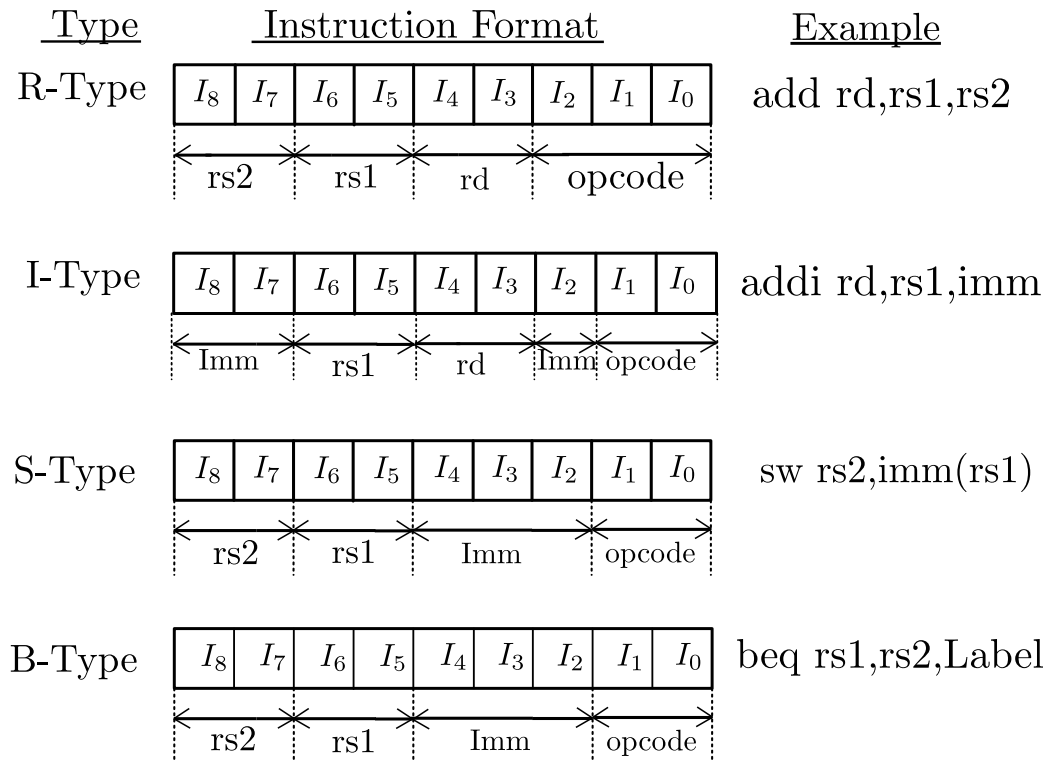 Type Instruction Format Example
R-Type I₈ I₇ I₆ I₅ I₄ I₃ I₂ I₁ I₀ add rd,rs1,rs2
rs2 rs1 rd opcode
I-Type I₈ I₇ I₆ I₅ I₄ I₃ I₂ I₁ I₀ addi rd,rs1,imm
Imm rs1 rd Imm opcode
S-Type I₈ I₇ I₆ I₅ I₄ I₃ I₂ I₁ I₀ sw rs2,imm(rs1)
rs2 rs1 Imm opcode
B-Type I₈ I₇ I₆ I₅ I₄ I₃ I₂ I₁ I₀ beq rs1,rs2,Label
rs2 rs1 Imm opcode